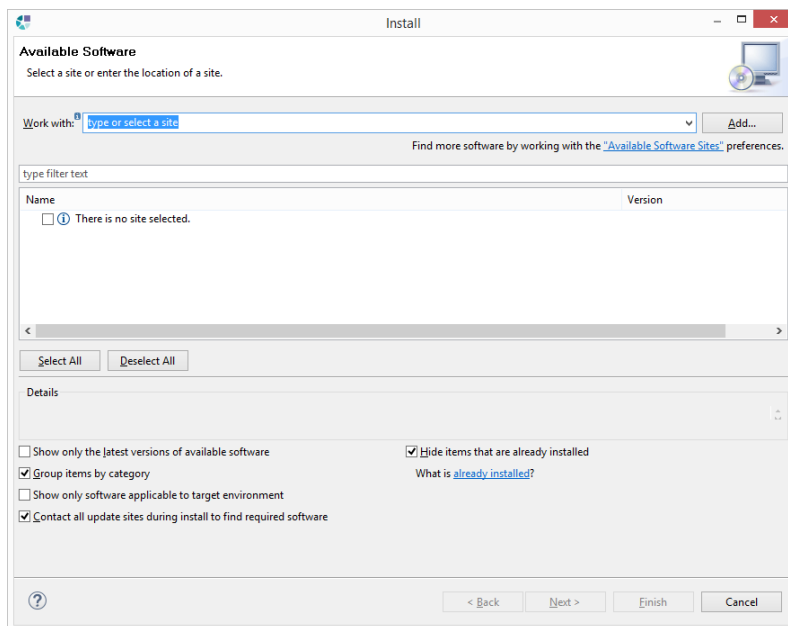 Install
Available Software
Select a site or enter the location of a site.
Work with: type or select a site Add...
Find more software by working with the "Available Software Sites" preferences.
type filter text
Name Version
There is no site selected.
Select All Deselect All
Details
Show only the latest versions of available software Hide items that are already installed
Group items by category What is already installed?
Show only software applicable to target environment
Contact all update sites during install to find required software
? < Back Next > Finish Cancel